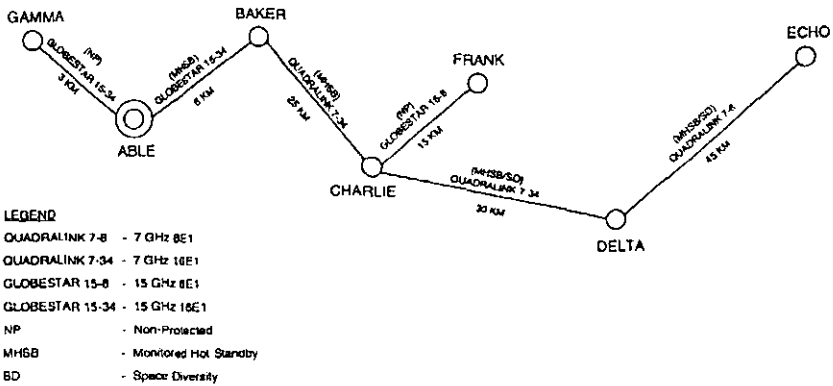 GAMMA
(NP)
GLOBESTAR 15-34
3 KM
ABLE
BAKER
(MHSB)
GLOBESTAR 15-34
6 KM
(MHSB)
QUADRALINK 7-34
25 KM
CHARLIE
FRANK
(NP)
GLOBESTAR 15-8
15 KM
(MHSB/SD)
QUADRALINK 7 34
30 KM
DELTA
ECHO
(MHSB/SD)
QUADRALINK 7-8
45 KM
LEGEND
QUADRALINK 7-8 - 7 GHz 8E1
QUADRALINK 7-34 - 7 GHz 16E1
GLOBESTAR 15-8 - 15 GHz 8E1
GLOBESTAR 15-34 - 15 GHz 16E1
NP - Non-Protected
MHSB - Monitored Hot Standby
SD - Space Diversity